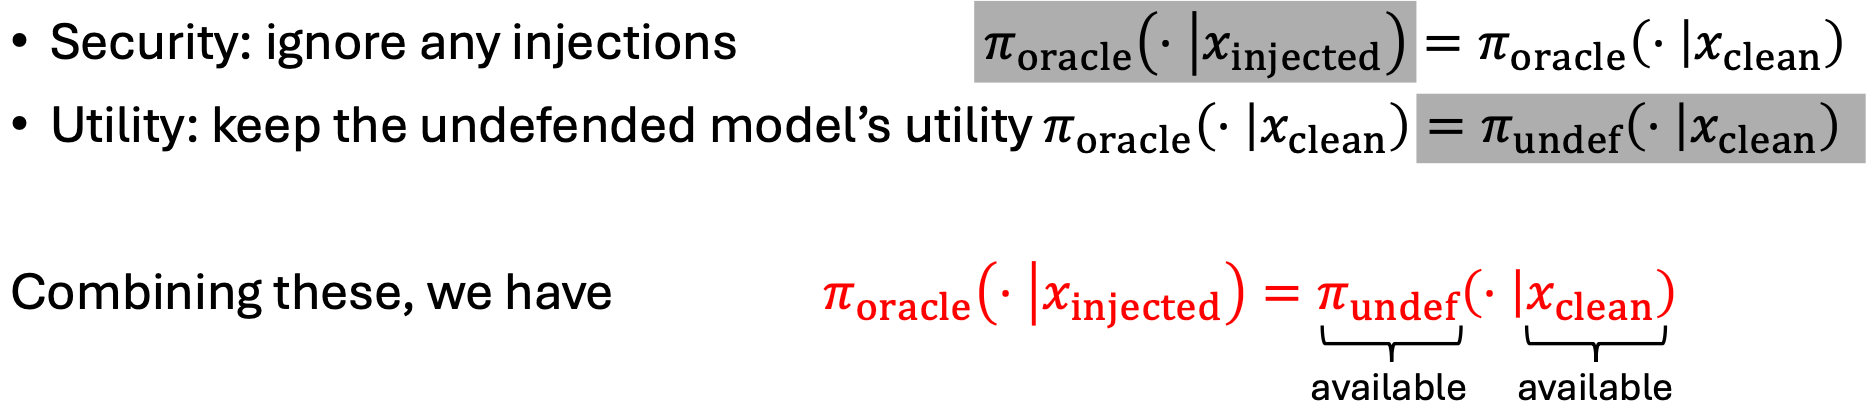 • Security: ignore any injections π_oracle(· |x_injected) = π_oracle(· |x_clean)
• Utility: keep the undefended model’s utility π_oracle(· |x_clean) = π_undef(· |x_clean)
Combining these, we have π_oracle(· |x_injected) = π_undef(· |x_clean)
available available